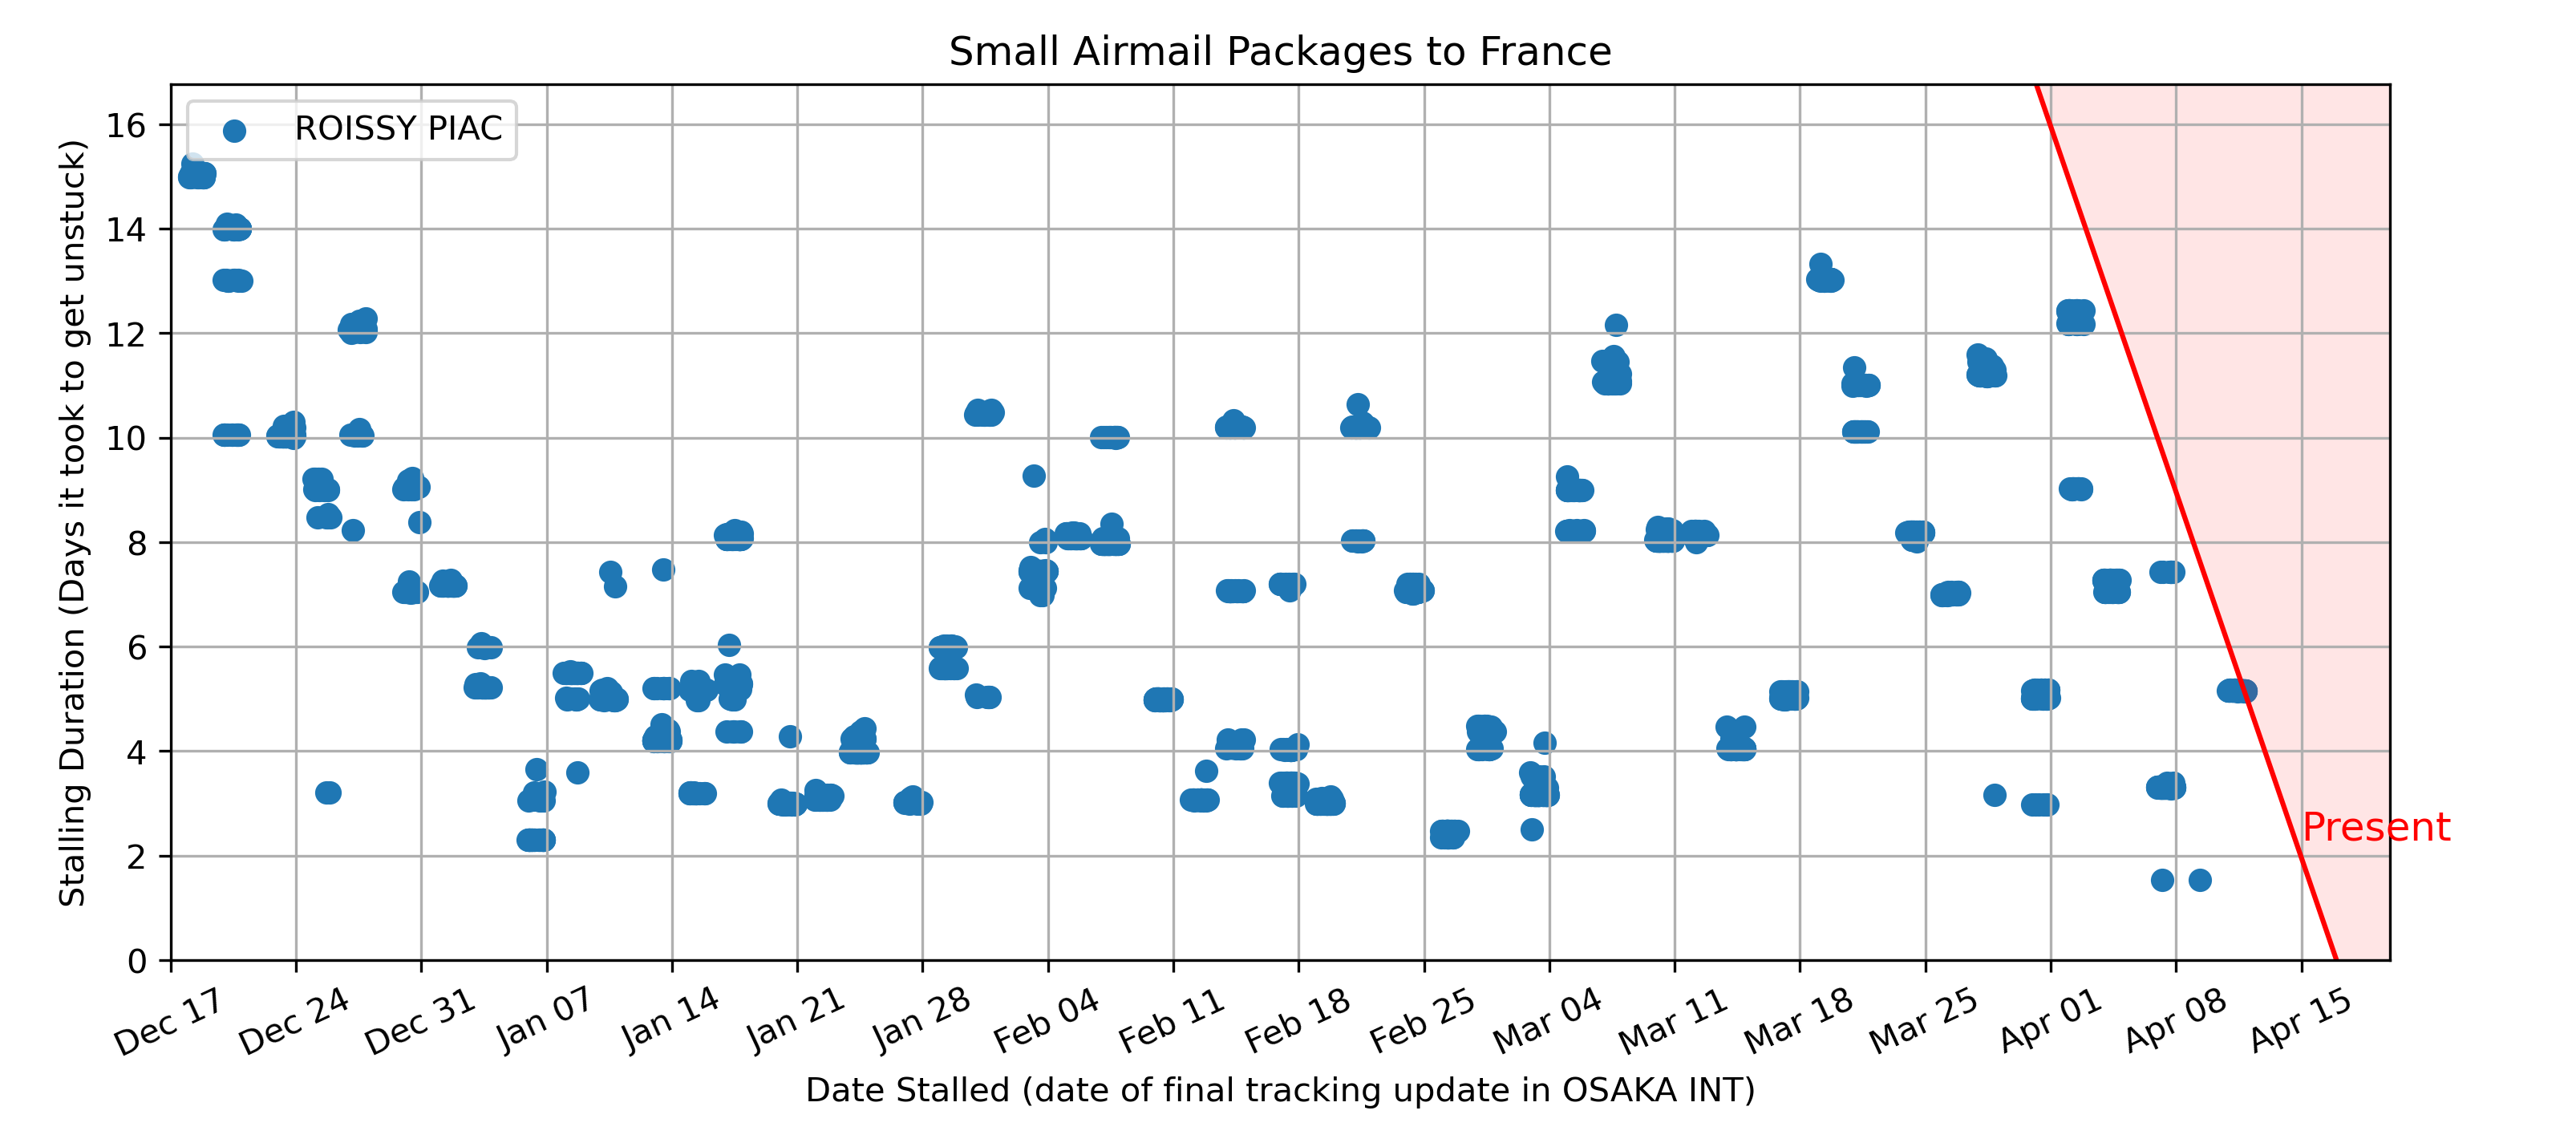 Small Airmail Packages to France
ROISSY PIAC
Stalling Duration (Days it took to get unstuck)
16
14
12
10
8
6
4
2
0
Present
Dec 17
Dec 24
Dec 31
Jan 07
Jan 14
Jan 21
Jan 28
Feb 04
Feb 11
Feb 18
Feb 25
Mar 04
Mar 11
Mar 18
Mar 25
Apr 01
Apr 08
Apr 15
Date Stalled (date of final tracking update in OSAKA INT)